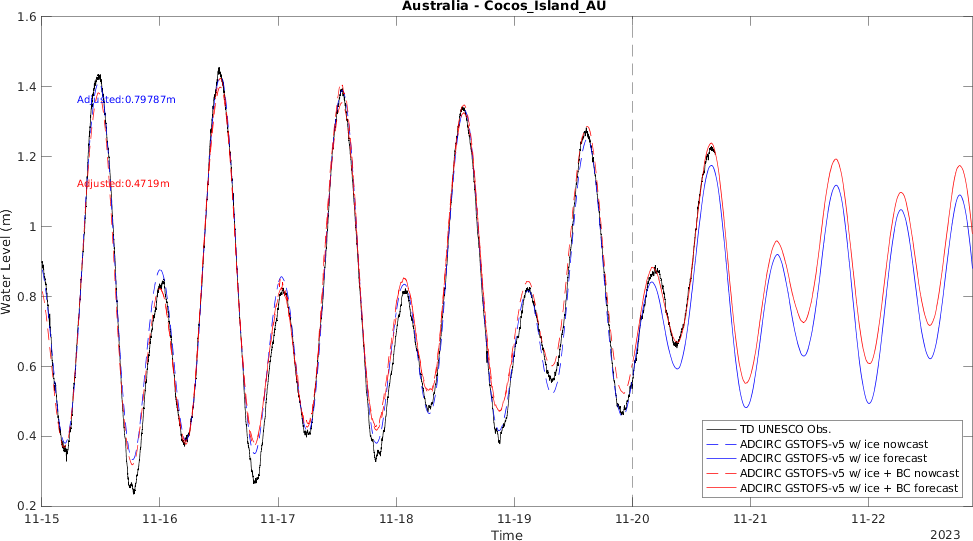 Australia - Cocos_Island_AU
1.6
1.4
1.2
1
0.8
0.6
0.4
0.2
Water Level (m)
Adjusted:0.79787m
Adjusted:0.4719m
TD UNESCO Obs.
ADCIRC GSTOFS-v5 w/ ice nowcast
ADCIRC GSTOFS-v5 w/ ice forecast
ADCIRC GSTOFS-v5 w/ ice + BC nowcast
ADCIRC GSTOFS-v5 w/ ice + BC forecast
11-15 11-16 11-17 11-18 11-19 11-20 11-21 11-22
Time
2023